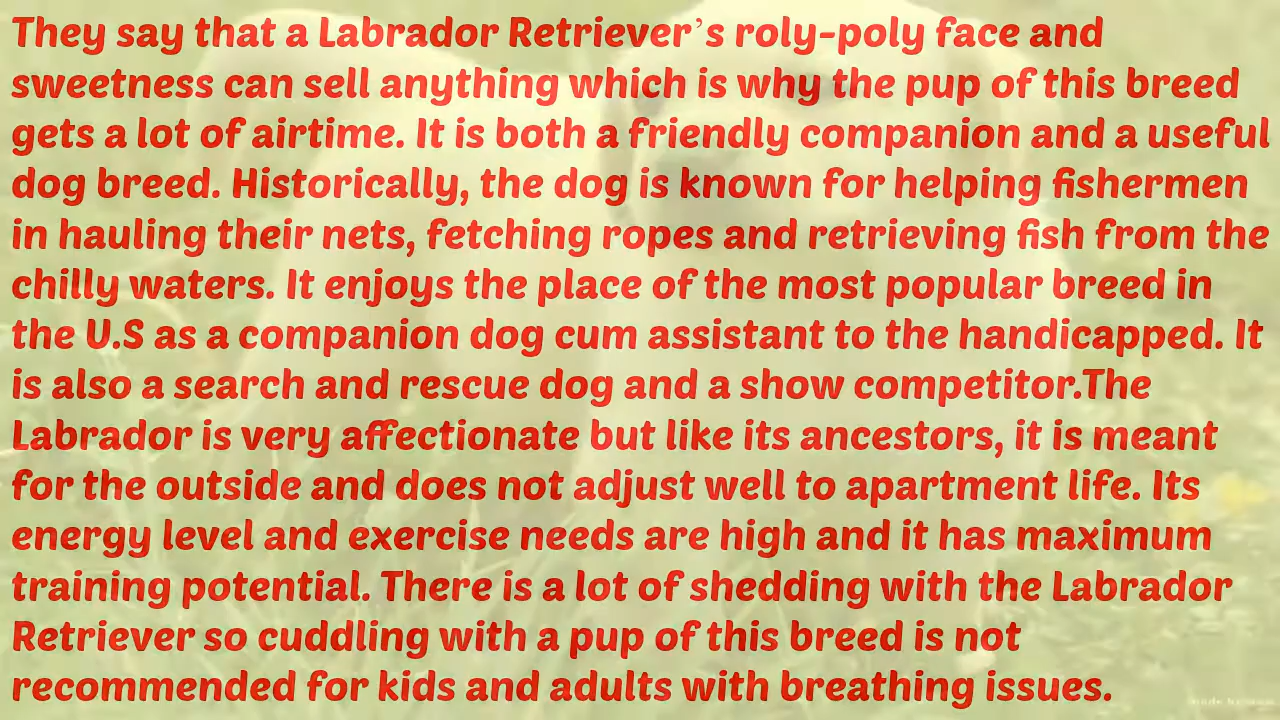 They say that a Labrador Retriever’s roly-poly face and
sweetness can sell anything which is why the pup of this breed
gets a lot of airtime. It is both a friendly companion and a useful
dog breed. Historically, the dog is known for helping fishermen
in hauling their nets, fetching ropes and retrieving fish from the
chilly waters. It enjoys the place of the most popular breed in
the U.S as a companion dog cum assistant to the handicapped. It
is also a search and rescue dog and a show competitor.The
Labrador is very affectionate but like its ancestors, it is meant
for the outside and does not adjust well to apartment life. Its
energy level and exercise needs are high and it has maximum
training potential. There is a lot of shedding with the Labrador
Retriever so cuddling with a pup of this breed is not
recommended for kids and adults with breathing issues.